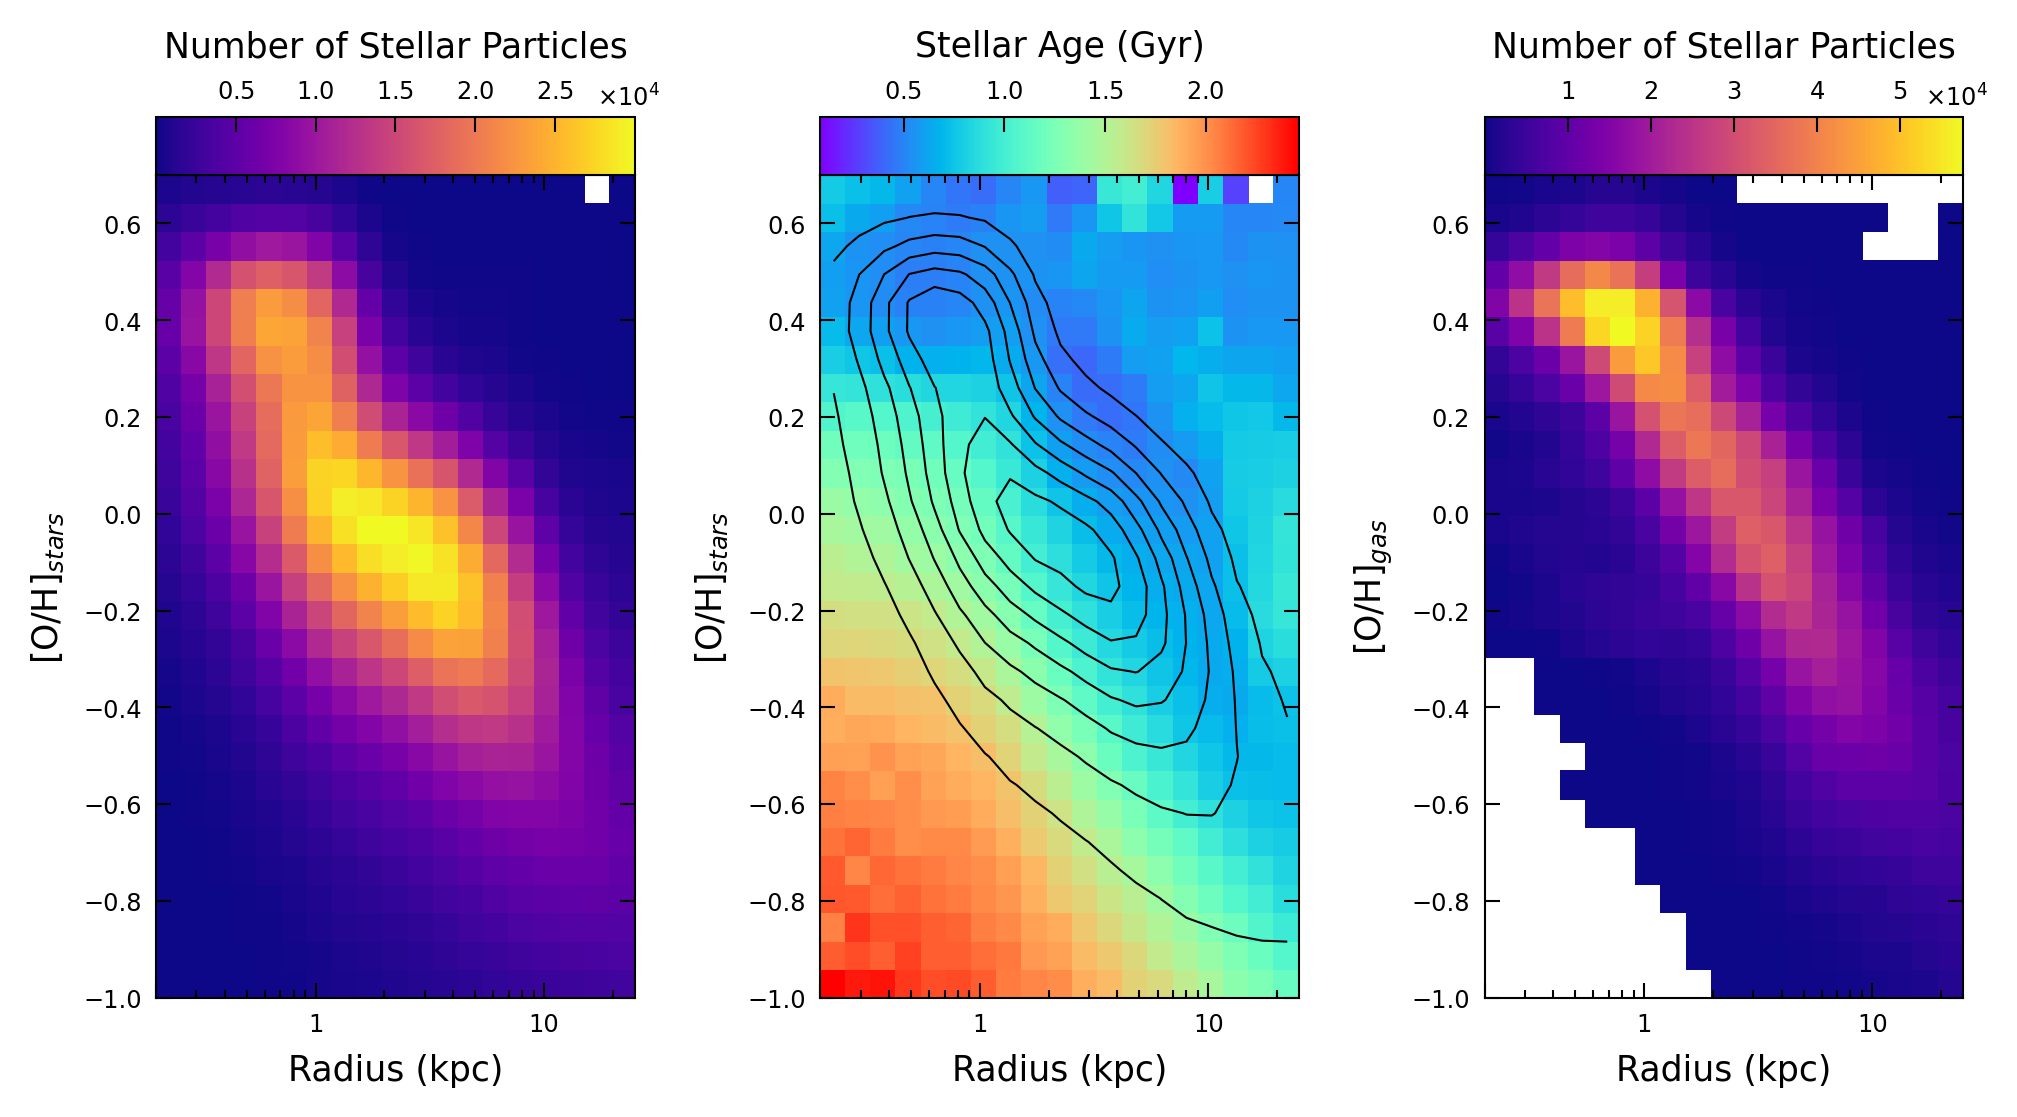 Number of Stellar Particles
0.5 1.0 1.5 2.0 2.5 ×10⁴
0.6
0.4
0.2
0.0
−0.2
−0.4
−0.6
−0.8
−1.0
[O/H]stars
1 10
Radius (kpc)
Stellar Age (Gyr)
0.5 1.0 1.5 2.0
0.6
0.4
0.2
0.0
−0.2
−0.4
−0.6
−0.8
−1.0
[O/H]stars
1 10
Radius (kpc)
Number of Stellar Particles
1 2 3 4 5 ×10⁴
0.6
0.4
0.2
0.0
−0.2
−0.4
−0.6
−0.8
−1.0
[O/H]gas
1 10
Radius (kpc)